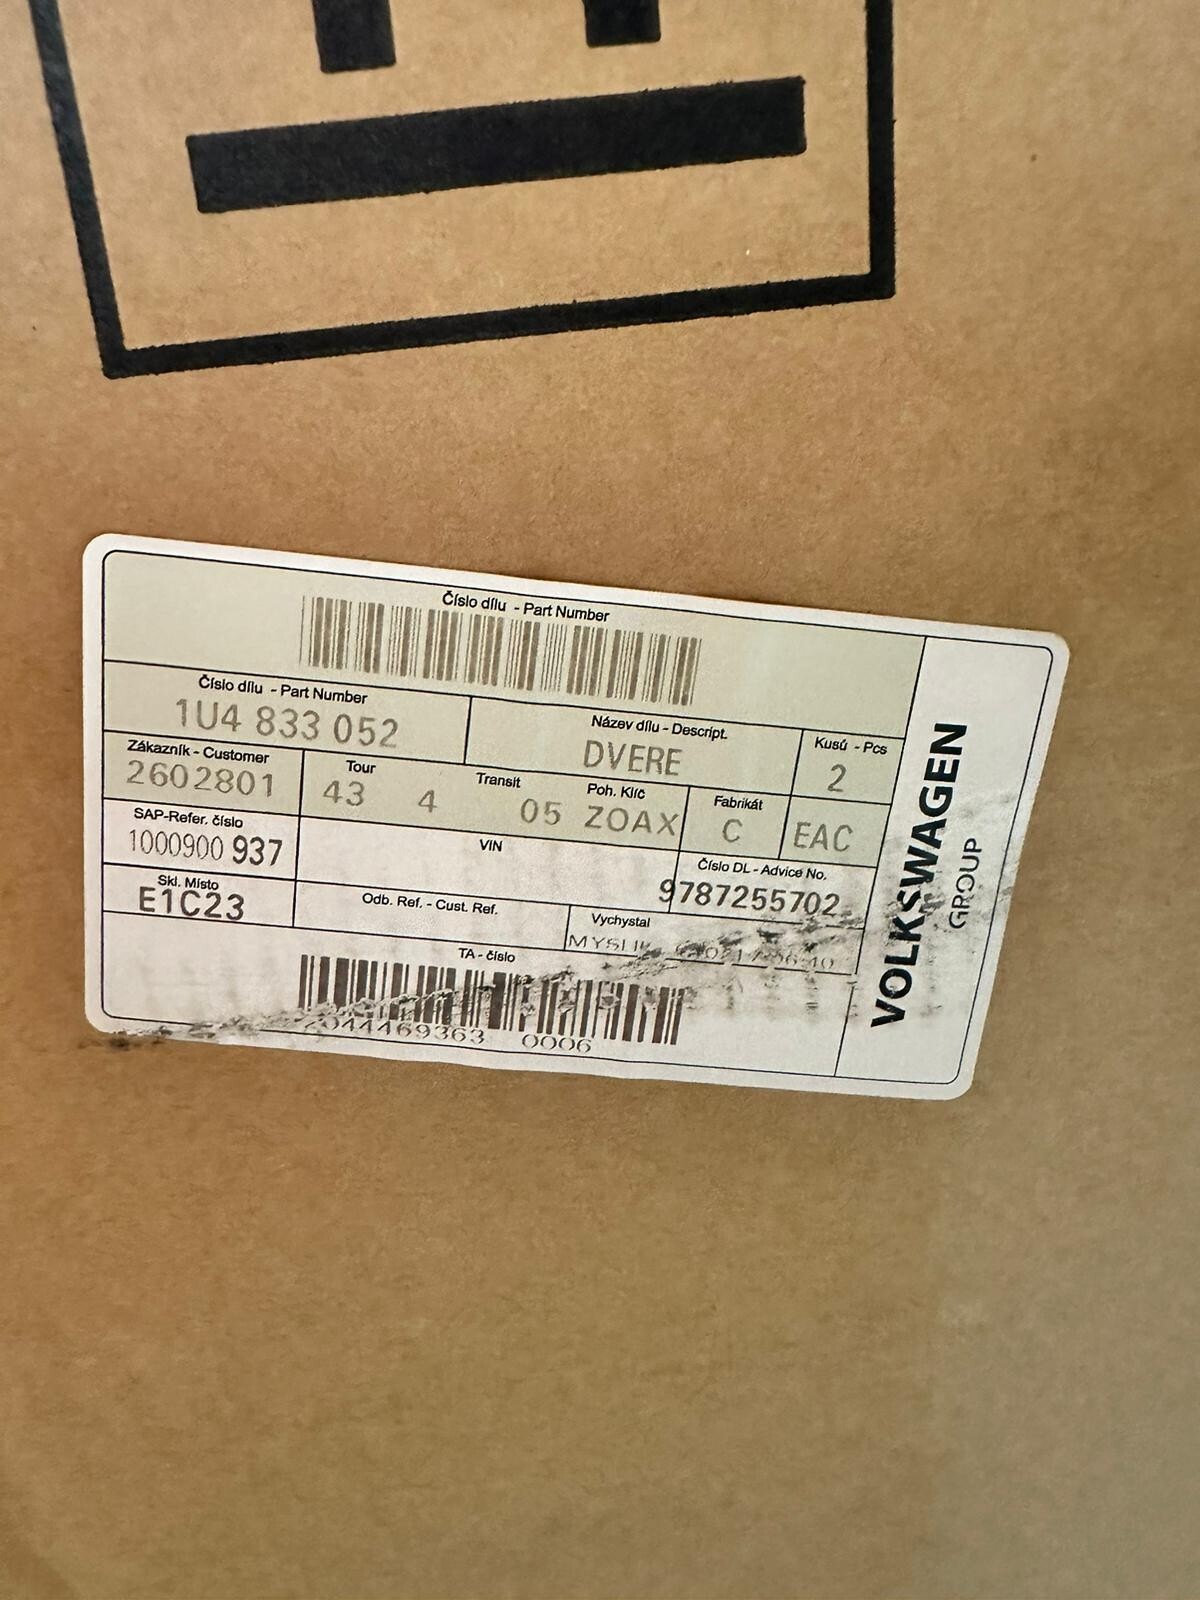 Číslo dílu - Part Number
Číslo dílu - Part Number
1U4 833 052
Název dílu - Descript.
DVERE
Kusů - Pcs
2
Zákazník - Customer
2602801
Tour
43 4
Transit
05
Poh. Klíč
ZOAX
Fabrikát
C
EAC
SAP-Refer. číslo
1000900 937
VIN
Číslo DL - Advice No.
9787255702
Skl. Místo
E1C23
Odb. Ref. - Cust. Ref.
Vychystal
TA - číslo
2044469363 0006
VOLKSWAGEN
GROUP